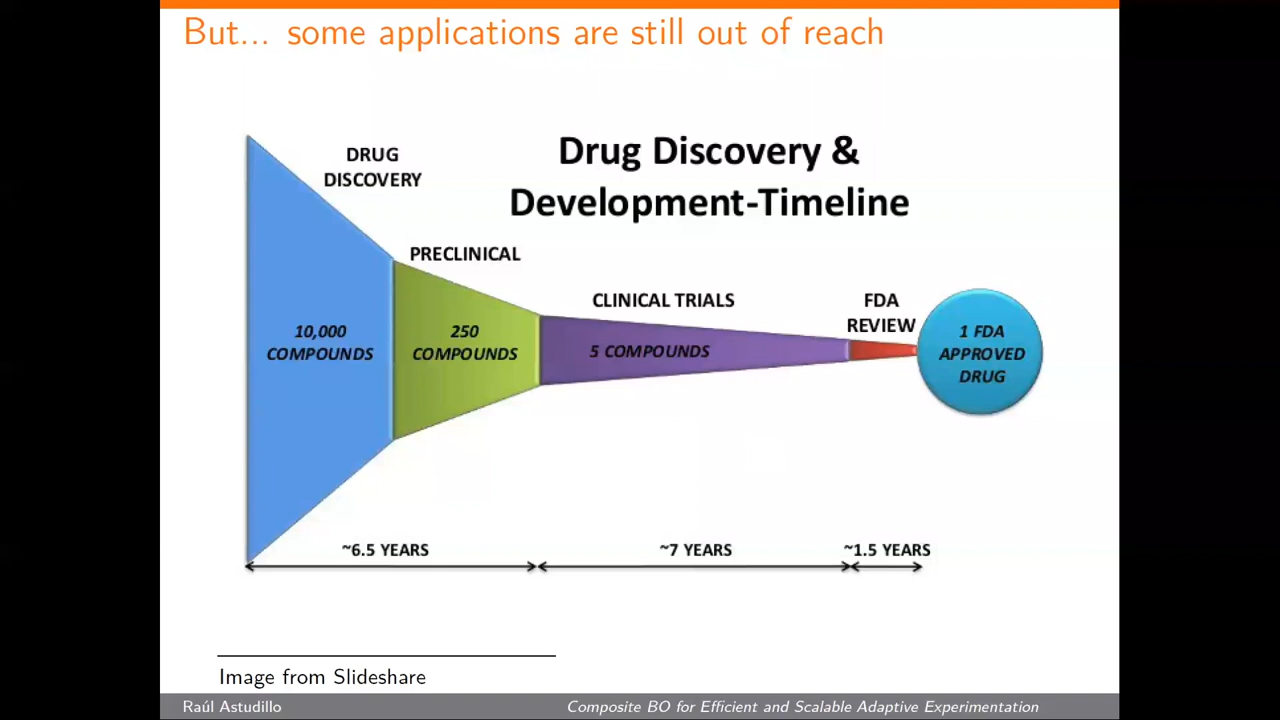 But... some applications are still out of reach
Drug Discovery &
Development-Timeline
DRUG
DISCOVERY
PRECLINICAL
CLINICAL TRIALS
FDA
REVIEW
10,000
COMPOUNDS
250
COMPOUNDS
5 COMPOUNDS
1 FDA
APPROVED
DRUG
~6.5 YEARS
~7 YEARS
~1.5 YEARS
Image from Slideshare
Raúl Astudillo
Composite BO for Efficient and Scalable Adaptive Experimentation